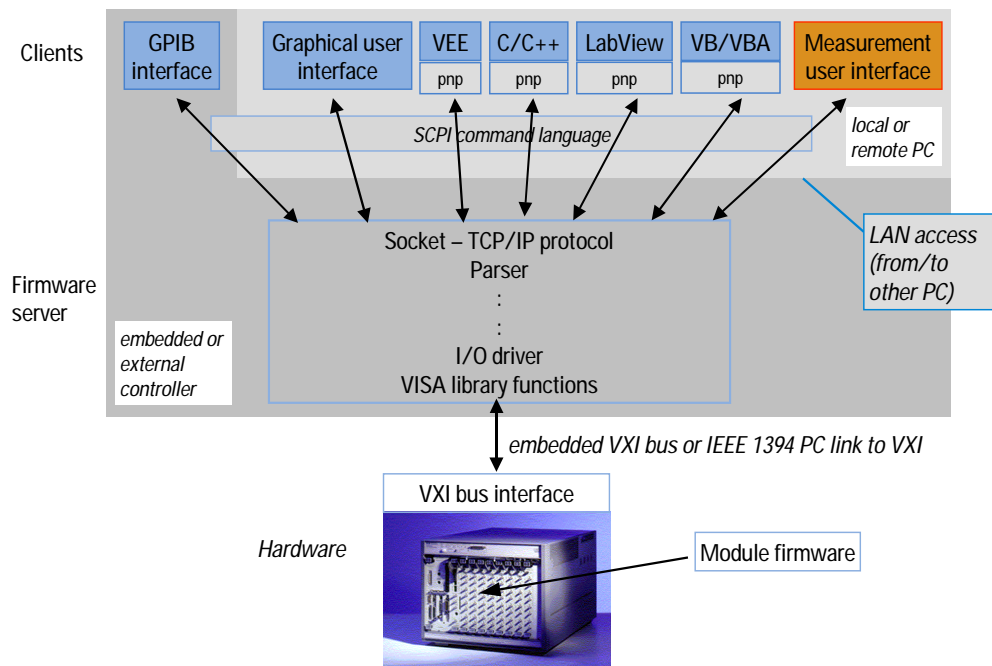 Clients
GPIB
interface
Graphical user
interface
VEE
pnp
C/C++
pnp
LabView
pnp
VB/VBA
pnp
Measurement
user interface
SCPI command language
local or
remote PC
LAN access
(from/to
other PC)
Firmware
server
embedded or
external
controller
Socket – TCP/IP protocol
Parser
:
:
I/O driver
VISA library functions
embedded VXI bus or IEEE 1394 PC link to VXI
VXI bus interface
Hardware
Module firmware